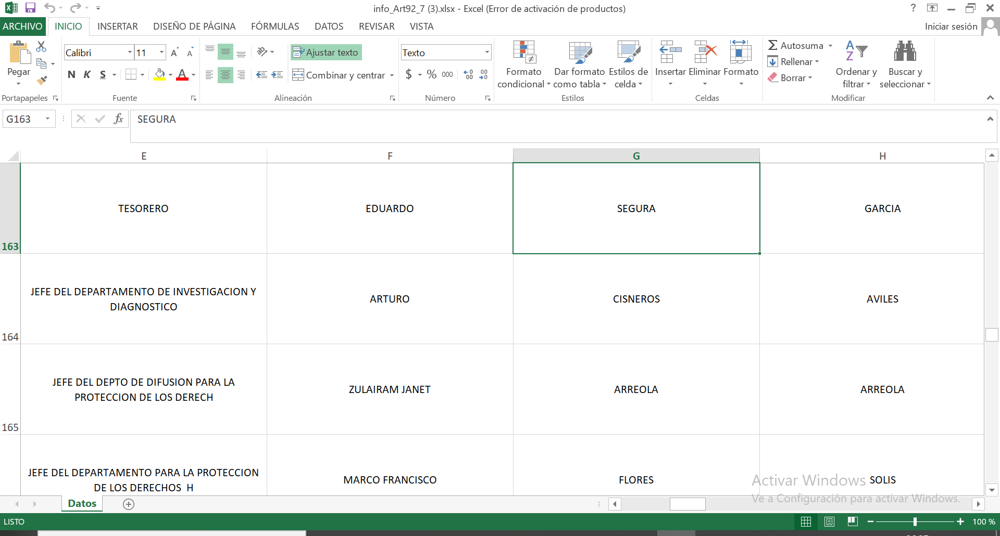 info_Art92_7 (3).xlsx - Excel (Error de activación de productos)
ARCHIVO INICIO INSERTAR DISEÑO DE PÁGINA FÓRMULAS DATOS REVISAR VISTA Iniciar sesión
Pegar
Portapapeles
Calibri 11
N K S
Fuente
Ajustar texto
Combinar y centrar
Alineación
Texto
$ % 000
Número
Formato condicional
Dar formato como tabla
Estilos de celda
Estilos
Insertar Eliminar Formato
Celdas
Autosuma
Rellenar
Borrar
Ordenar y filtrar
Buscar y seleccionar
Modificar
G163 fx SEGURA
E F G H
163 TESORERO EDUARDO SEGURA GARCIA
164 JEFE DEL DEPARTAMENTO DE INVESTIGACION Y DIAGNOSTICO ARTURO CISNEROS AVILES
165 JEFE DEL DEPTO DE DIFUSION PARA LA PROTECCION DE LOS DERECH ZULAIRAM JANET ARREOLA ARREOLA
JEFE DEL DEPARTAMENTO PARA LA PROTECCION DE LOS DERECHOS  H MARCO FRANCISCO FLORES SOLIS
Activar Windows
Ve a Configuración para activar Windows.
Datos
LISTO 100 %